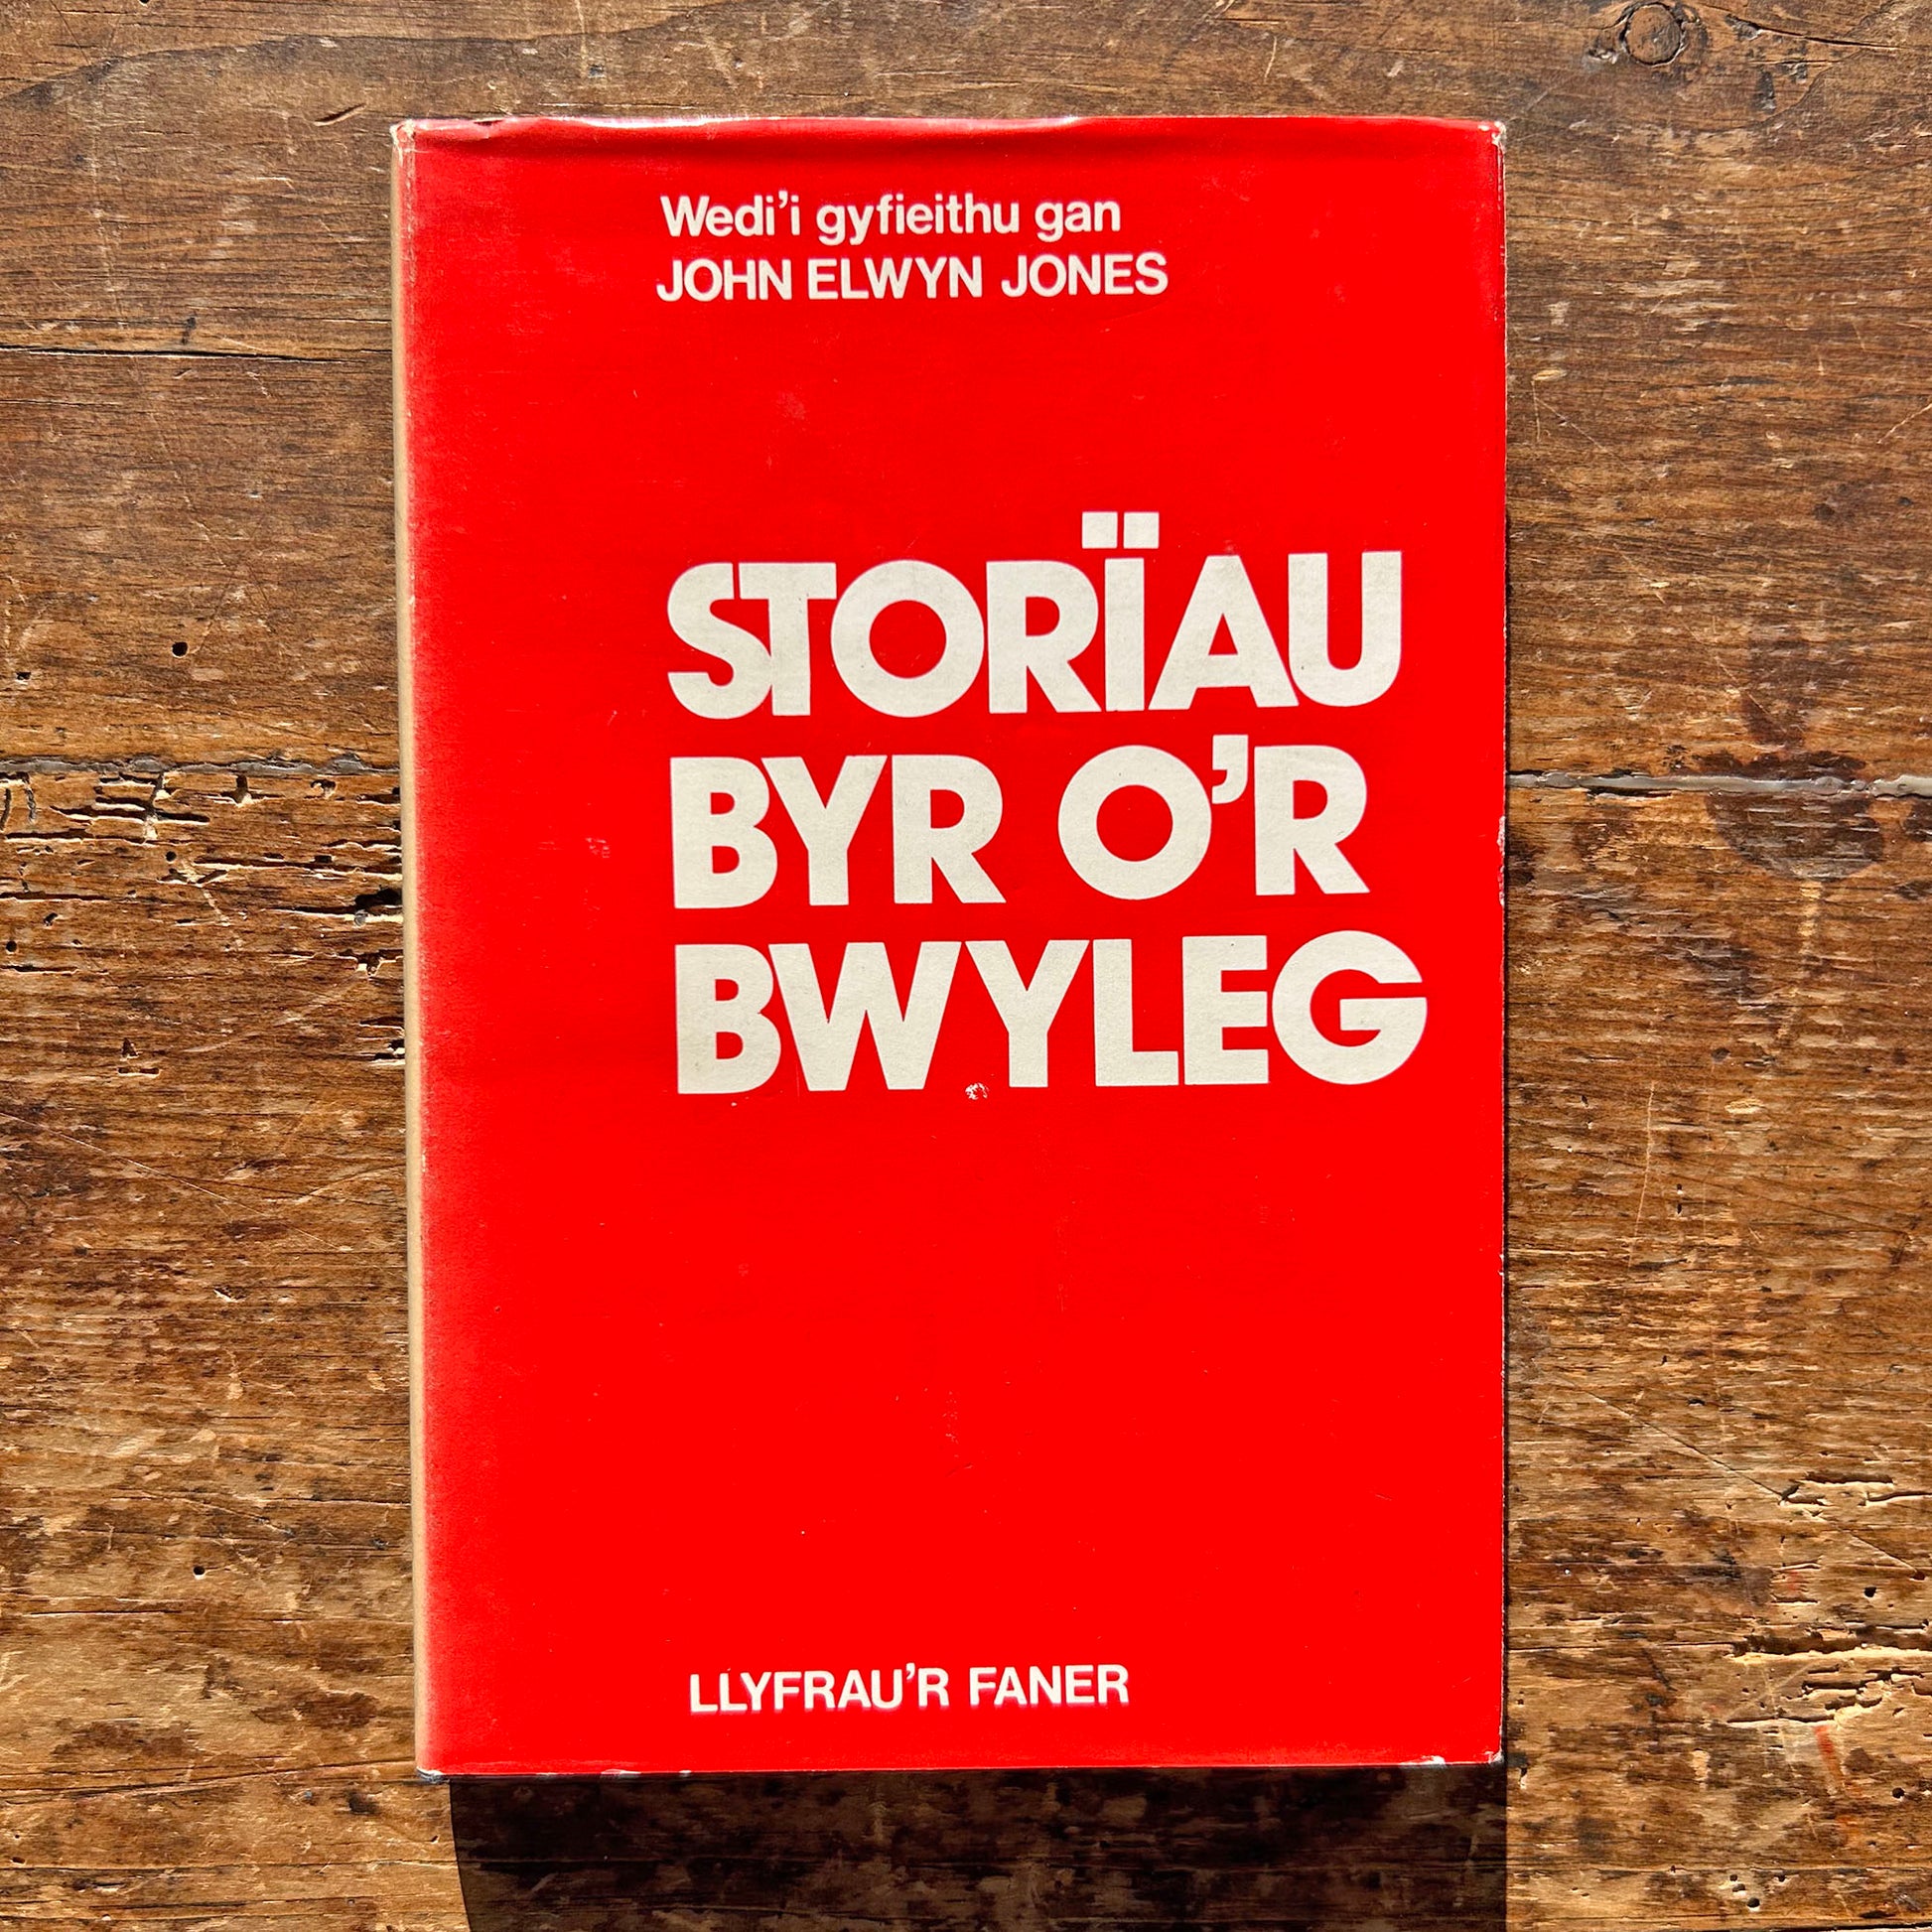 Wedi'i gyfieithu gan
JOHN ELWYN JONES
STORÏAU
BYR O'R
BWYLEG
LLYFRAU'R FANER